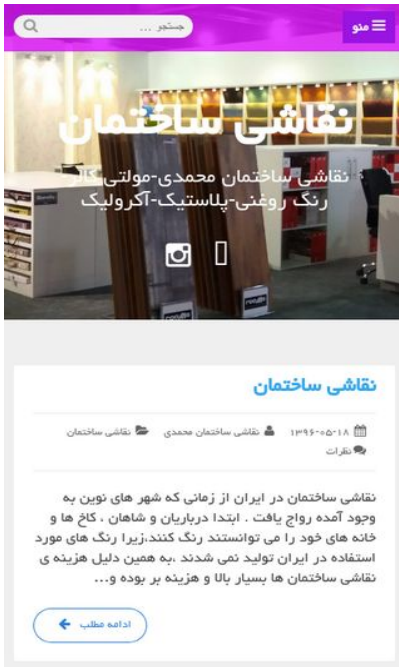 منو
جستجو ...
نقاشی ساختمان
نقاشی ساختمان محمدی-مولتی کالر-
رنگ روغنی-پلاستیک-آکرولیک
نقاشی ساختمان
۱۳۹۶-۰۵-۱۸ نقاشی ساختمان محمدی نقاشی ساختمان
نظرات
نقاشی ساختمان در ایران از زمانی که شهر های نوین به
وجود آمده رواج یافت . ابتدا درباریان و شاهان ، کاخ ها و
خانه های خود را می توانستند رنگ کنند،زیرا رنگ های مورد
استفاده در ایران تولید نمی شدند ،به همین دلیل هزینه ی
نقاشی ساختمان ها بسیار بالا و هزینه بر بوده و...
ادامه مطلب